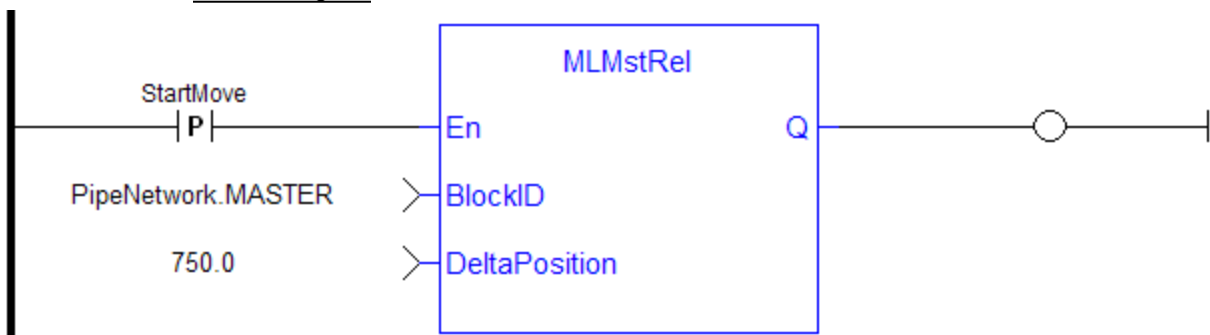 MLMstRel
StartMove
P
En Q
PipeNetwork.MASTER BlockID
750.0 DeltaPosition